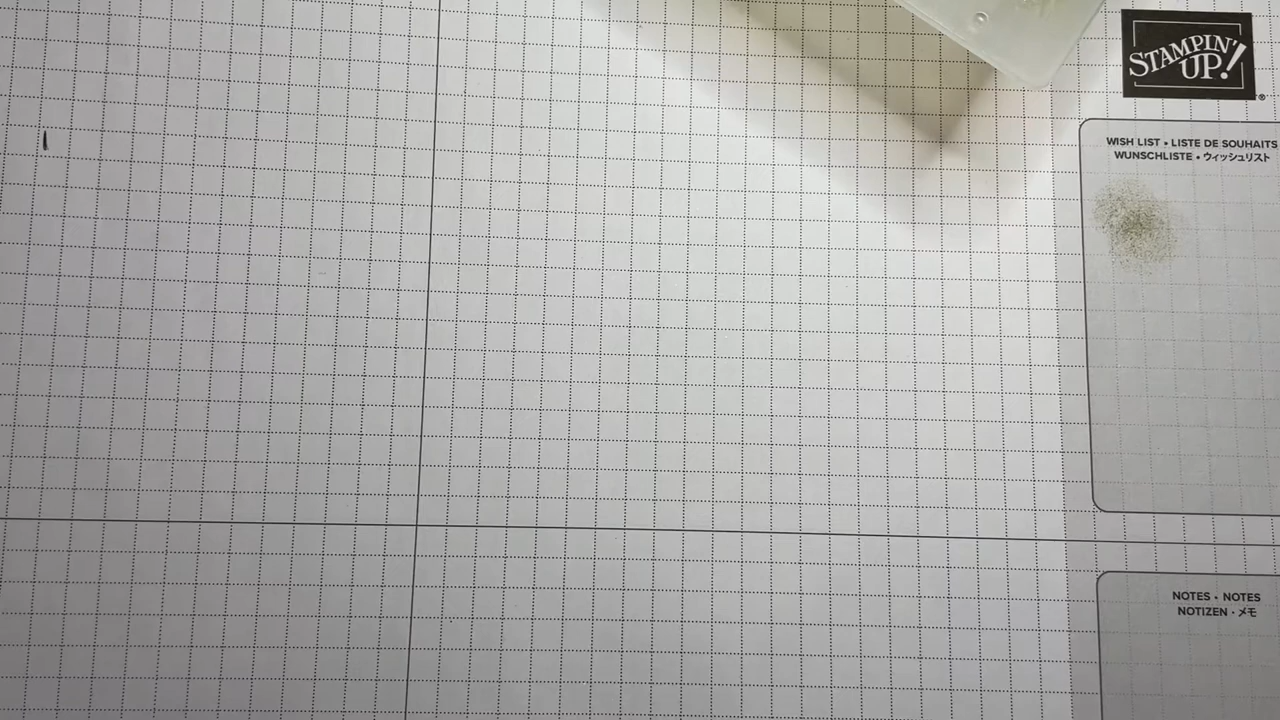 STAMPIN'
UP!®
WISH LIST • LISTE DE SOUHAITS
WUNSCHLISTE • ウィッシュリスト
NOTES • NOTES
NOTIZEN • メモ